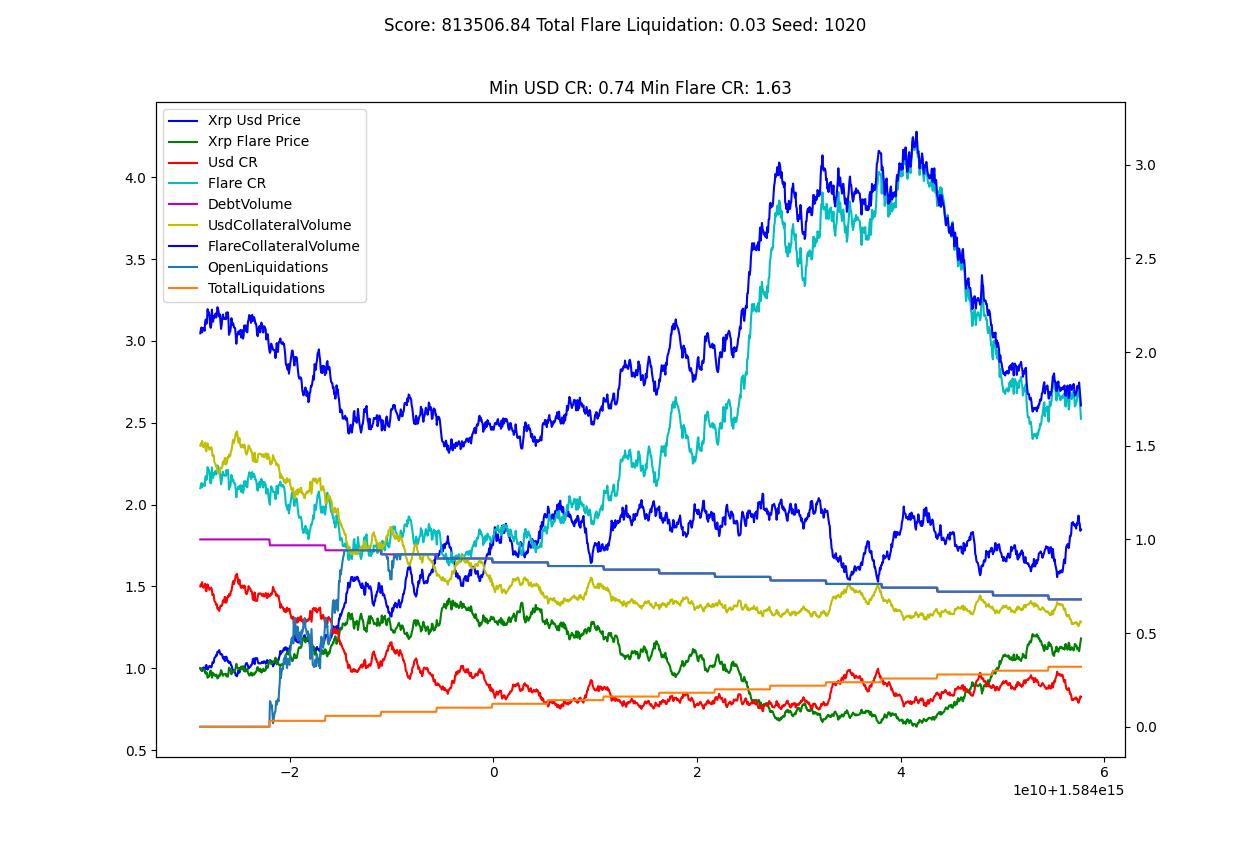 Score: 813506.84 Total Flare Liquidation: 0.03 Seed: 1020
Min USD CR: 0.74 Min Flare CR: 1.63
Xrp Usd Price
Xrp Flare Price
Usd CR
Flare CR
DebtVolume
UsdCollateralVolume
FlareCollateralVolume
OpenLiquidations
TotalLiquidations
4.0
3.5
3.0
2.5
2.0
1.5
1.0
0.5
3.0
2.5
2.0
1.5
1.0
0.5
0.0
−2
0
2
4
6
1e10+1.584e15